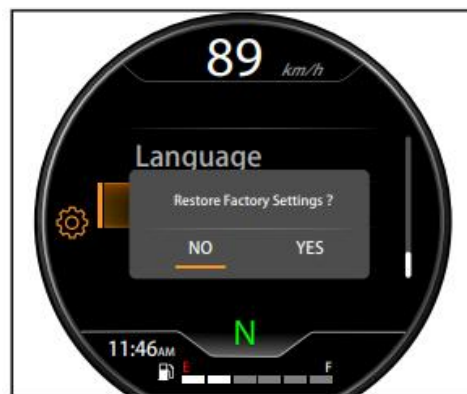 89 km/h
Language
Restore Factory Settings ?
NO YES
N
11:46AM
E F